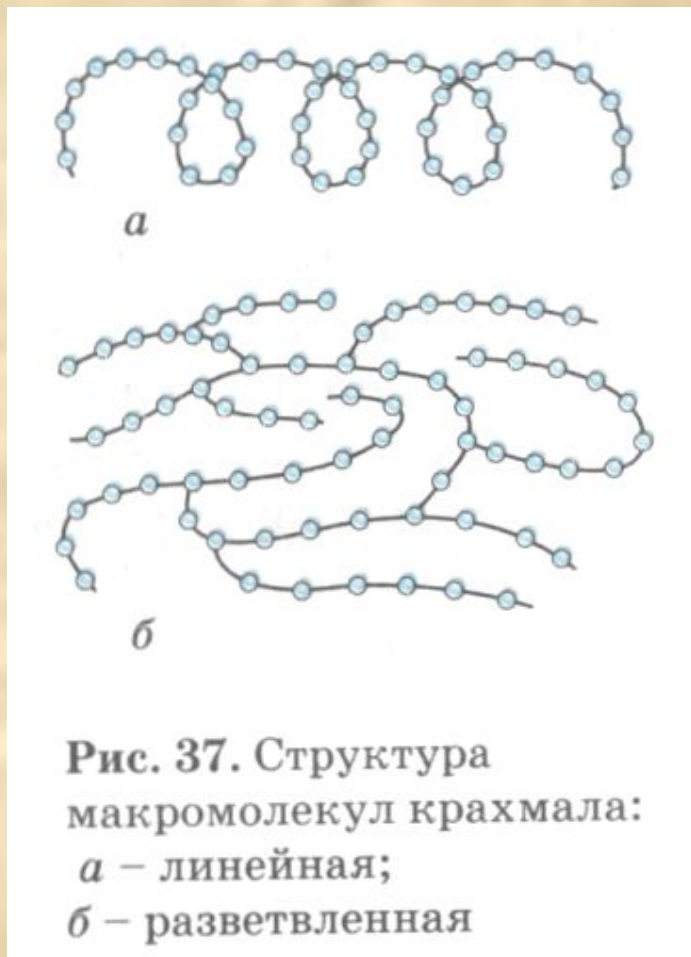 а
б
Рис. 37. Структура
макромолекул крахмала:
а – линейная;
б – разветвленная